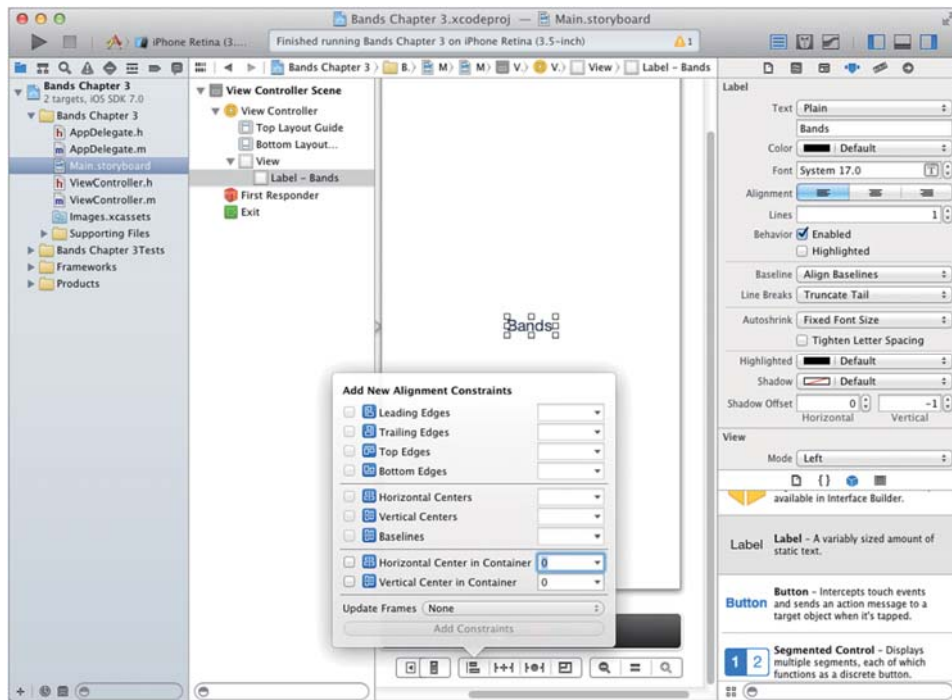 Bands Chapter 3.xcodeproj — Main.storyboard
iPhone Retina (3....
Finished running Bands Chapter 3 on iPhone Retina (3.5-inch)
1
Bands Chapter 3
B.
M
M
V.
V.
View
Label – Bands
Bands Chapter 3
2 targets, iOS SDK 7.0
Bands Chapter 3
h AppDelegate.h
m AppDelegate.m
Main.storyboard
h ViewController.h
m ViewController.m
Images.xcassets
Supporting Files
Bands Chapter 3Tests
Frameworks
Products
View Controller Scene
View Controller
Top Layout Guide
Bottom Layout...
View
Label – Bands
First Responder
Exit
Bands
Add New Alignment Constraints
Leading Edges
Trailing Edges
Top Edges
Bottom Edges
Horizontal Centers
Vertical Centers
Baselines
Horizontal Center in Container 0
Vertical Center in Container 0
Update Frames None
Add Constraints
Label
Text Plain
Bands
Color Default
Font System 17.0 T
Alignment
Lines 1
Behavior Enabled
Highlighted
Baseline Align Baselines
Line Breaks Truncate Tail
Autoshrink Fixed Font Size
Tighten Letter Spacing
Highlighted Default
Shadow Default
Shadow Offset 0 -1
Horizontal Vertical
View
Mode Left
{}
available in Interface Builder.
Label
Label – A variably sized amount of
static text.
Button
Button – Intercepts touch events
and sends an action message to a
target object when it's tapped.
1 2
Segmented Control – Displays
multiple segments, each of which
functions as a discrete button.